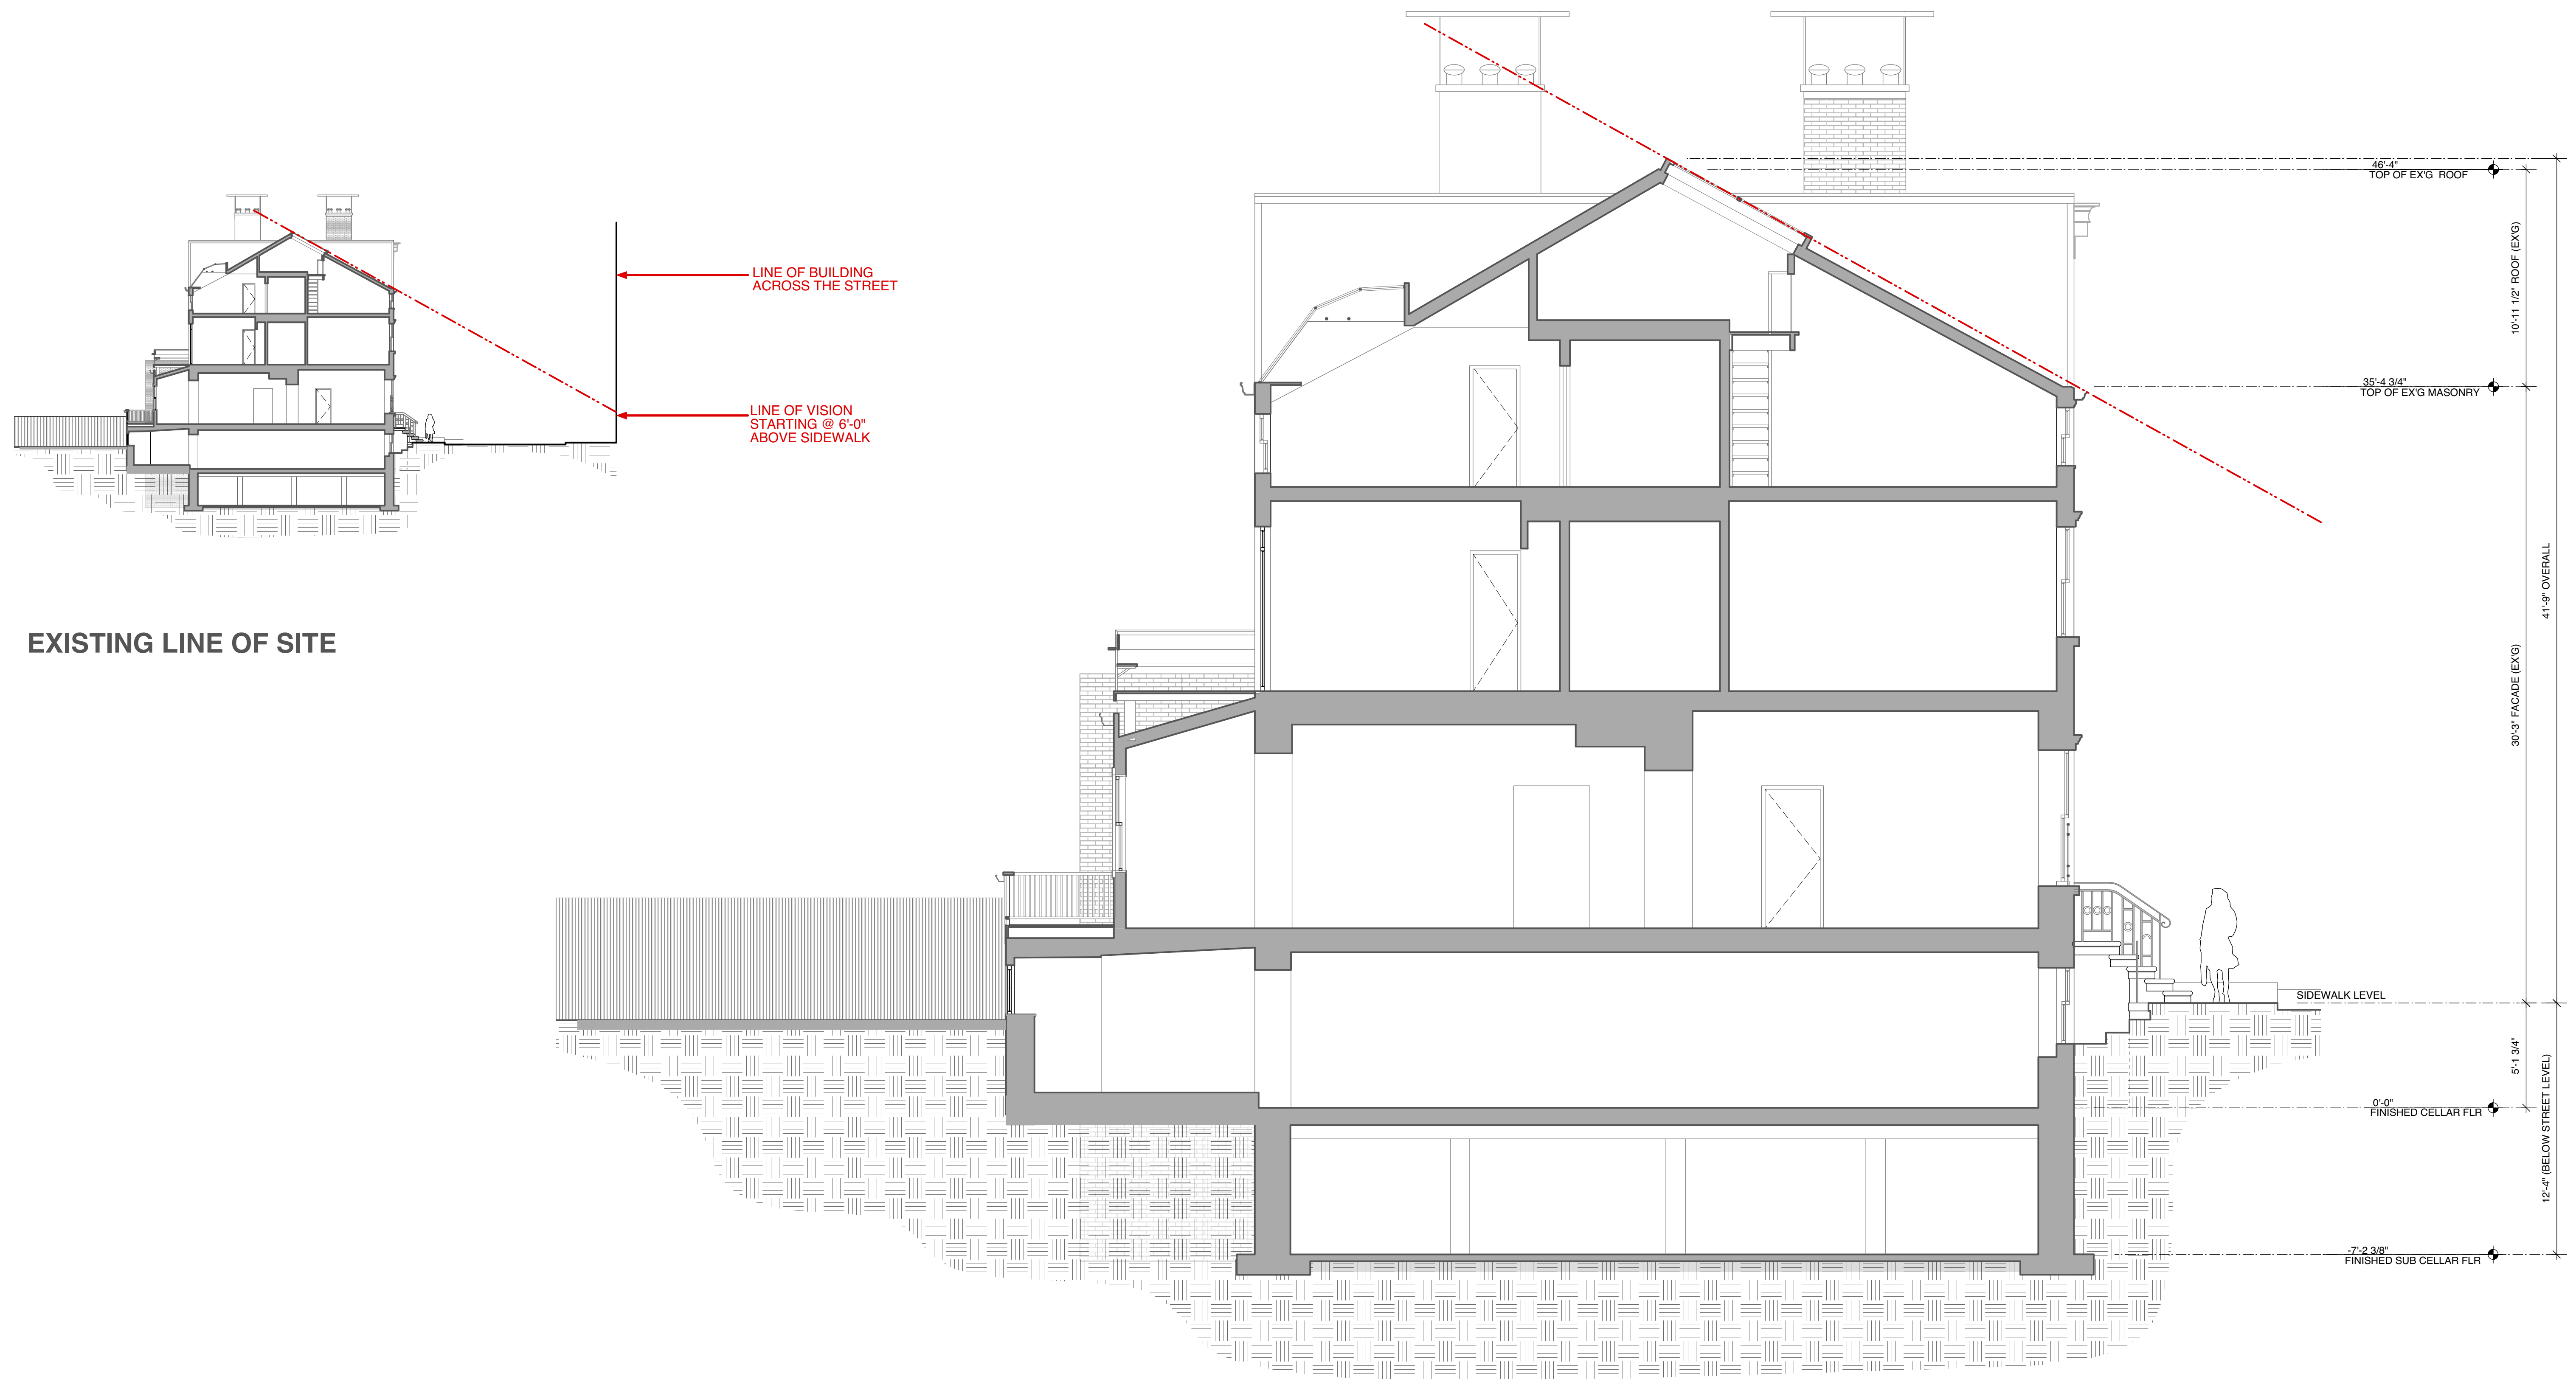 LINE OF BUILDING
ACROSS THE STREET
LINE OF VISION
STARTING @ 6'-0"
ABOVE SIDEWALK
EXISTING LINE OF SITE
46'-4"
TOP OF EX'G ROOF
10'-11 1/2" ROOF (EX'G)
35'-4 3/4"
TOP OF EX'G MASONRY
41'-9" OVERALL
30'-3" FACADE (EX'G)
SIDEWALK LEVEL
5'-1 3/4"
0'-0"
FINISHED CELLAR FLR
12'-4" (BELOW STREET LEVEL)
-7'-2 3/8"
FINISHED SUB CELLAR FLR